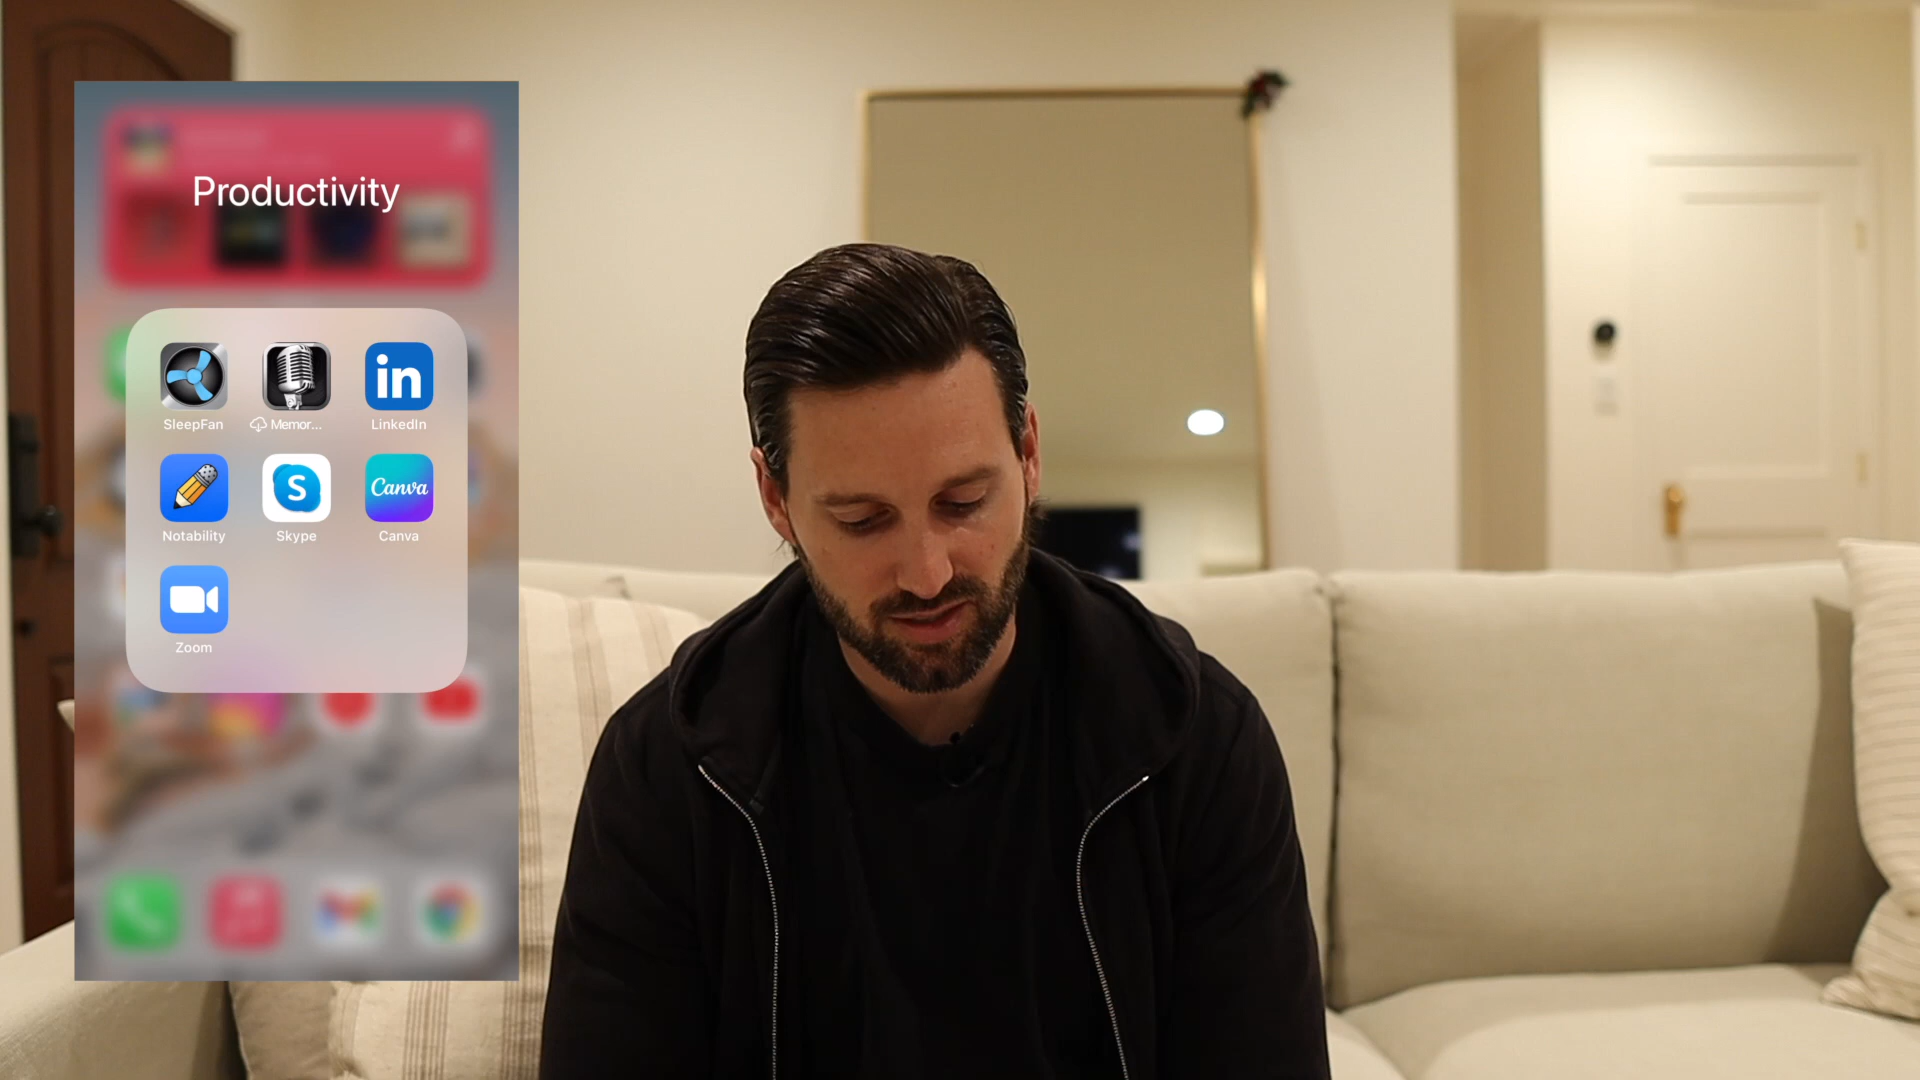 Productivity
SleepFan
Memor...
in
LinkedIn
Notability
S
Skype
Canva
Canva
Zoom